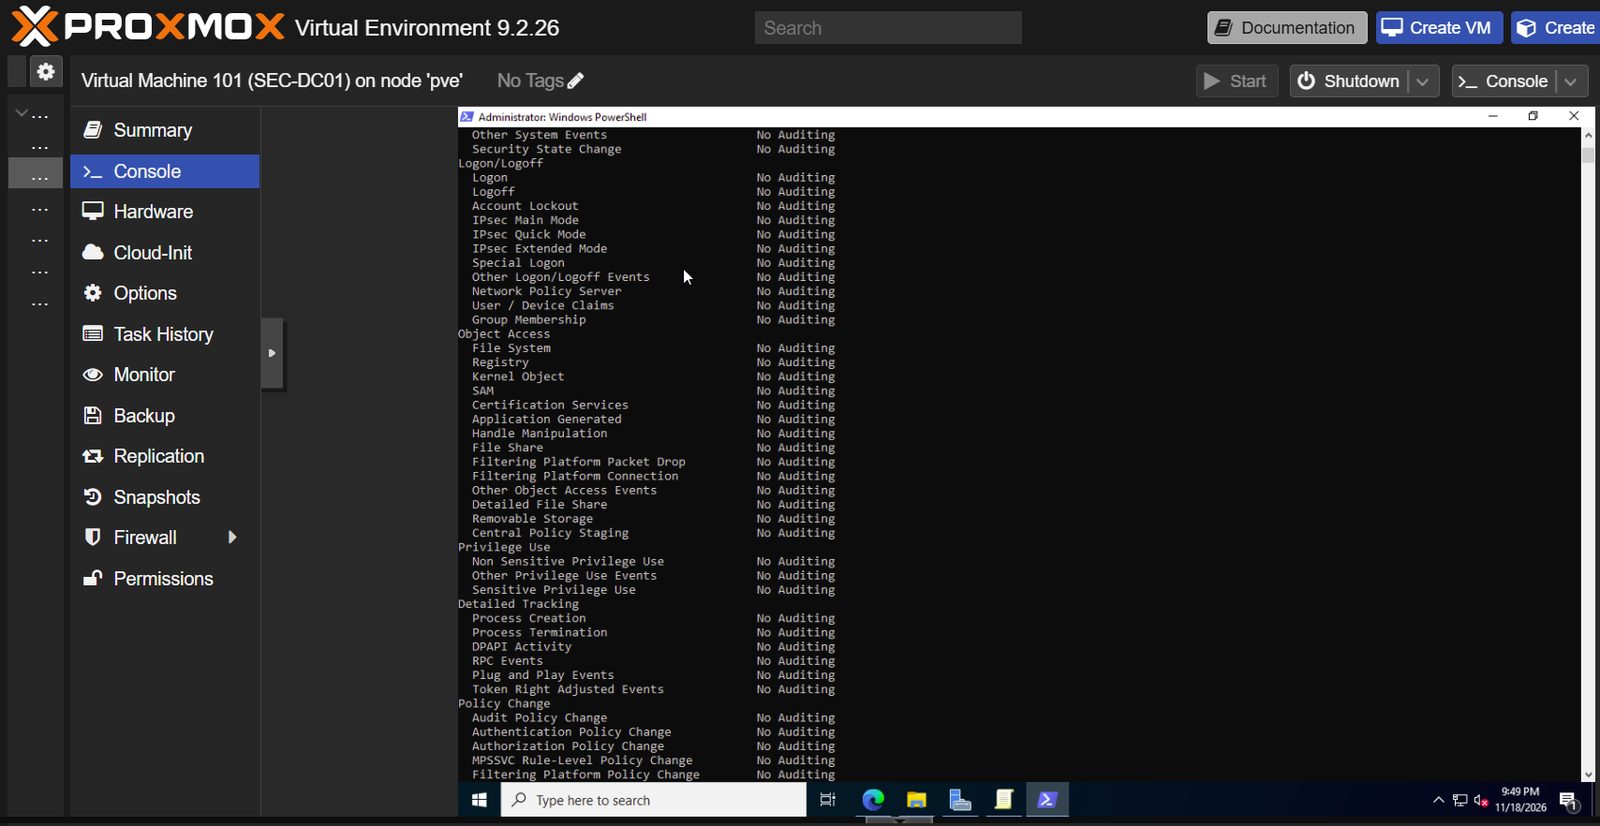 PROXMOX Virtual Environment 9.2.26
Search
Documentation
Create VM
Create
Virtual Machine 101 (SEC-DC01) on node 'pve'
No Tags
Start
Shutdown
Console
...
...
...
...
...
...
...
Summary
Console
Hardware
Cloud-Init
Options
Task History
Monitor
Backup
Replication
Snapshots
Firewall
Permissions
Administrator: Windows PowerShell
Other System Events No Auditing
Security State Change No Auditing
Logon/Logoff
Logon No Auditing
Logoff No Auditing
Account Lockout No Auditing
IPsec Main Mode No Auditing
IPsec Quick Mode No Auditing
IPsec Extended Mode No Auditing
Special Logon No Auditing
Other Logon/Logoff Events No Auditing
Network Policy Server No Auditing
User / Device Claims No Auditing
Group Membership No Auditing
Object Access
File System No Auditing
Registry No Auditing
Kernel Object No Auditing
SAM No Auditing
Certification Services No Auditing
Application Generated No Auditing
Handle Manipulation No Auditing
File Share No Auditing
Filtering Platform Packet Drop No Auditing
Filtering Platform Connection No Auditing
Other Object Access Events No Auditing
Detailed File Share No Auditing
Removable Storage No Auditing
Central Policy Staging No Auditing
Privilege Use
Non Sensitive Privilege Use No Auditing
Other Privilege Use Events No Auditing
Sensitive Privilege Use No Auditing
Detailed Tracking
Process Creation No Auditing
Process Termination No Auditing
DPAPI Activity No Auditing
RPC Events No Auditing
Plug and Play Events No Auditing
Token Right Adjusted Events No Auditing
Policy Change
Audit Policy Change No Auditing
Authentication Policy Change No Auditing
Authorization Policy Change No Auditing
MPSSVC Rule-Level Policy Change No Auditing
Filtering Platform Policy Change No Auditing
Type here to search
9:49 PM
11/18/2026
1